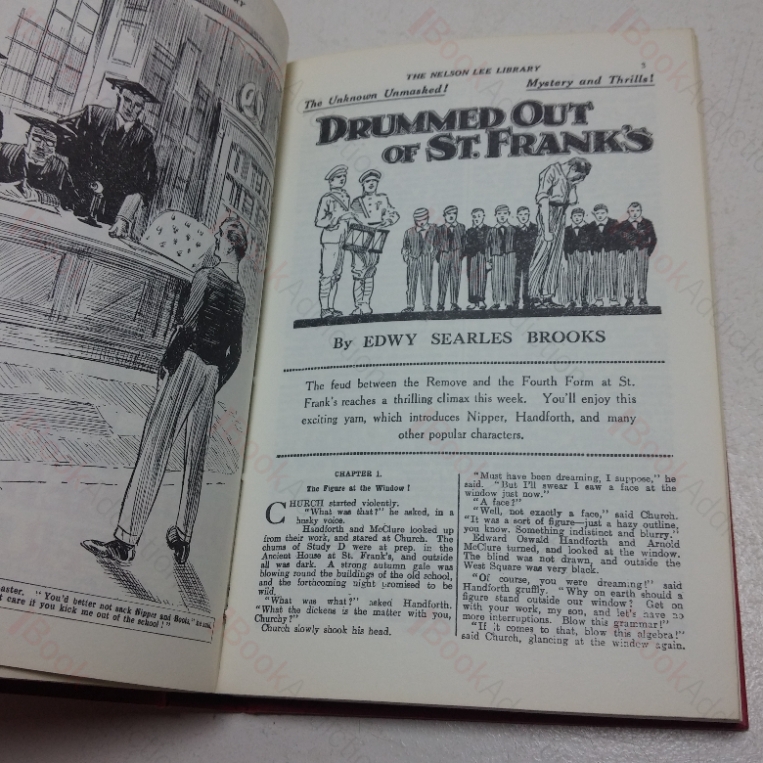 aster. "You'd better not sack Nipper and Boots,"
t care if you kick me out of the school!"
THE NELSON LEE LIBRARY 5
The Unknown Unmasked! Mystery and Thrills!
DRUMMED OUT
OF ST. FRANK'S
By EDWY SEARLES BROOKS
The feud between the Remove and the Fourth Form at St.
Frank's reaches a thrilling climax this week. You'll enjoy this
exciting yarn, which introduces Nipper, Handforth, and many
other popular characters.
CHAPTER 1.
The Figure at the Window!
CHURCH started violently.
"What was that?" he asked, in a
husky voice.
Handforth and McClure looked up
from their work, and stared at Church. The
chums of Study D were at prep. in the
Ancient House at St. Frank's, and outside
all was dark. A strong autumn gale was
blowing round the buildings of the old school,
and the forthcoming night promised to be
wild.
"What was what?" asked Handforth.
"What the dickens is the matter with you,
Churchy?"
Church slowly shook his head.
"Must have been dreaming, I suppose," he
said. "But I'll swear I saw a face at the
window just now."
"A face?"
"Well, not exactly a face," said Church.
"It was a sort of figure—just a hazy outline,
you know. Something indistinct and blurry."
Edward Oswald Handforth and Arnold
McClure turned, and looked at the window.
The blind was not drawn, and outside the
West Square was very black.
"Of course, you were dreaming!" said
Handforth gruffly. "Why on earth should a
figure stand outside our window? Get on
with your work, my son, and let's have no
more interruptions. Blow this grammar!"
"If it comes to that, blow this algebra!"
said Church, glancing at the window again.
BookAddiction